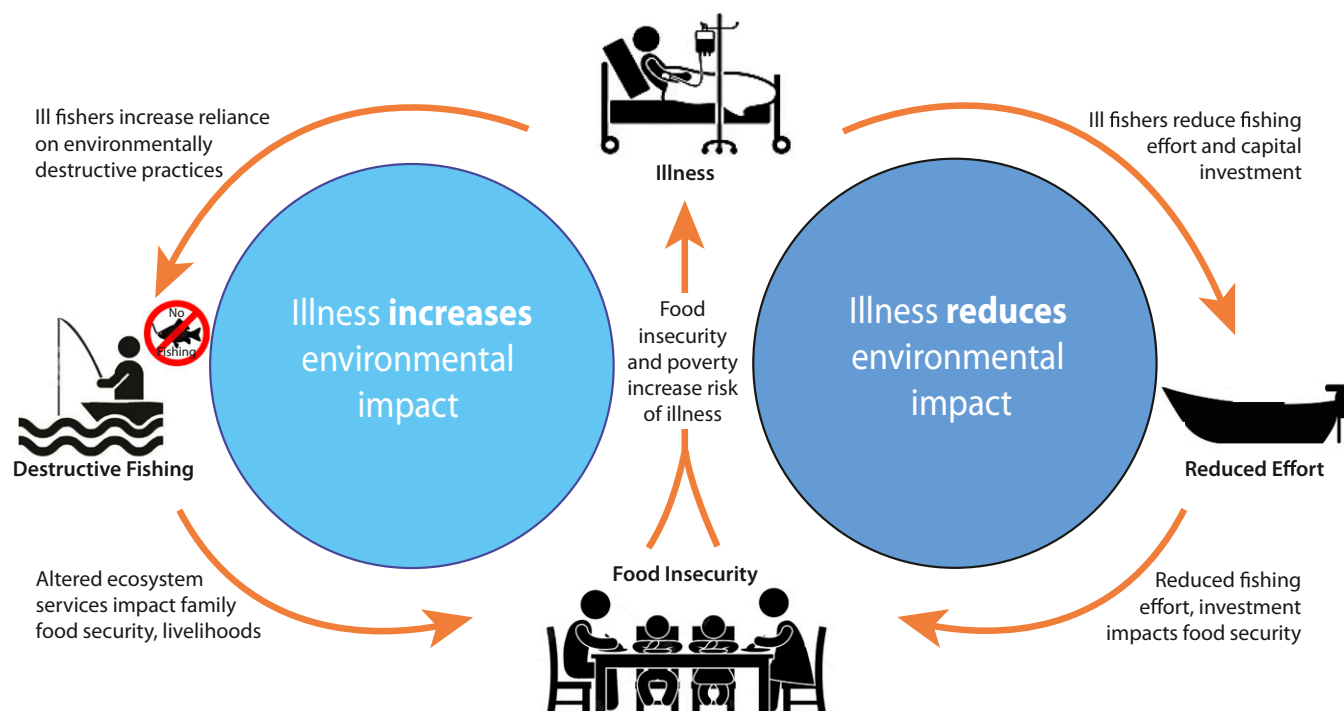 Illness
Ill fishers increase reliance
on environmentally
destructive practices
Ill fishers reduce fishing
effort and capital
investment
Illness increases
environmental
impact
Food
insecurity
and poverty
increase risk
of illness
Illness reduces
environmental
impact
No
Fishing
Destructive Fishing
Reduced Effort
Altered ecosystem
services impact family
food security, livelihoods
Food Insecurity
Reduced fishing
effort, investment
impacts food security